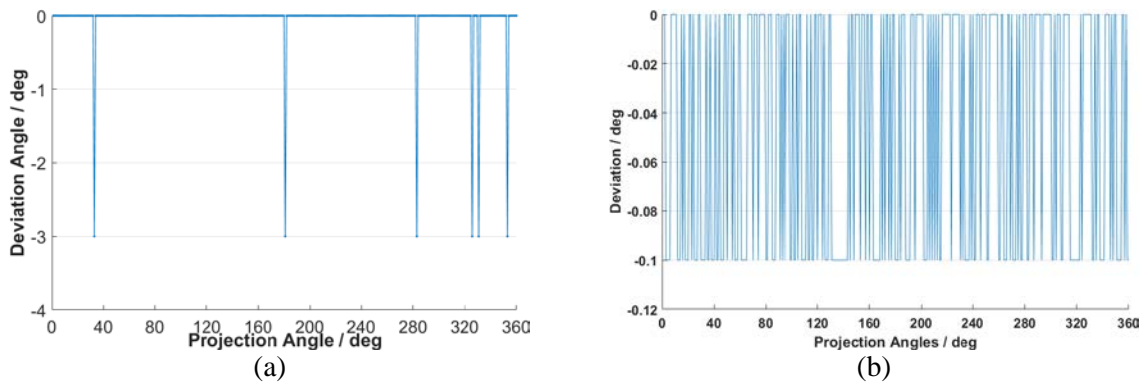 Deviation Angle / deg
0
-1
-2
-3
-4
0 40 80 120 160 200 240 280 320 360
Projection Angle / deg
(a)
Deviation / deg
0
-0.02
-0.04
-0.06
-0.08
-0.1
-0.12
0 40 80 120 160 200 240 280 320 360
Projection Angles / deg
(b)